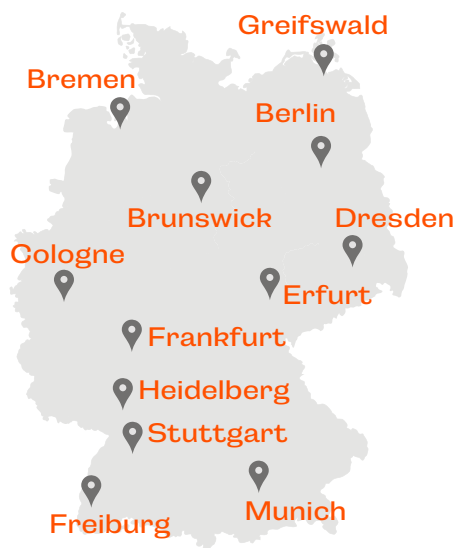 Greifswald
Bremen
Berlin
Brunswick
Dresden
Cologne
Erfurt
Frankfurt
Heidelberg
Stuttgart
Munich
Freiburg